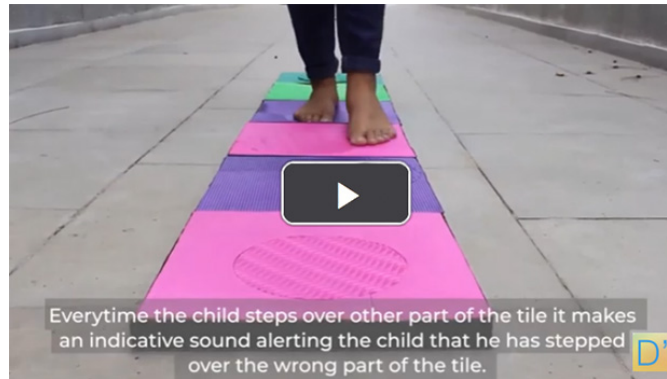 Everytime the child steps over other part of the tile it makes
an indicative sound alerting the child that he has stepped
over the wrong part of the tile.
D'